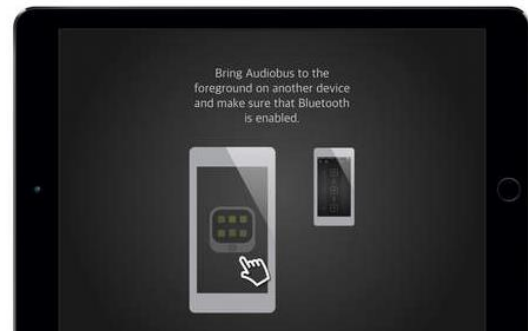 Bring Audiobus to the
foreground on another device
and make sure that Bluetooth
is enabled.